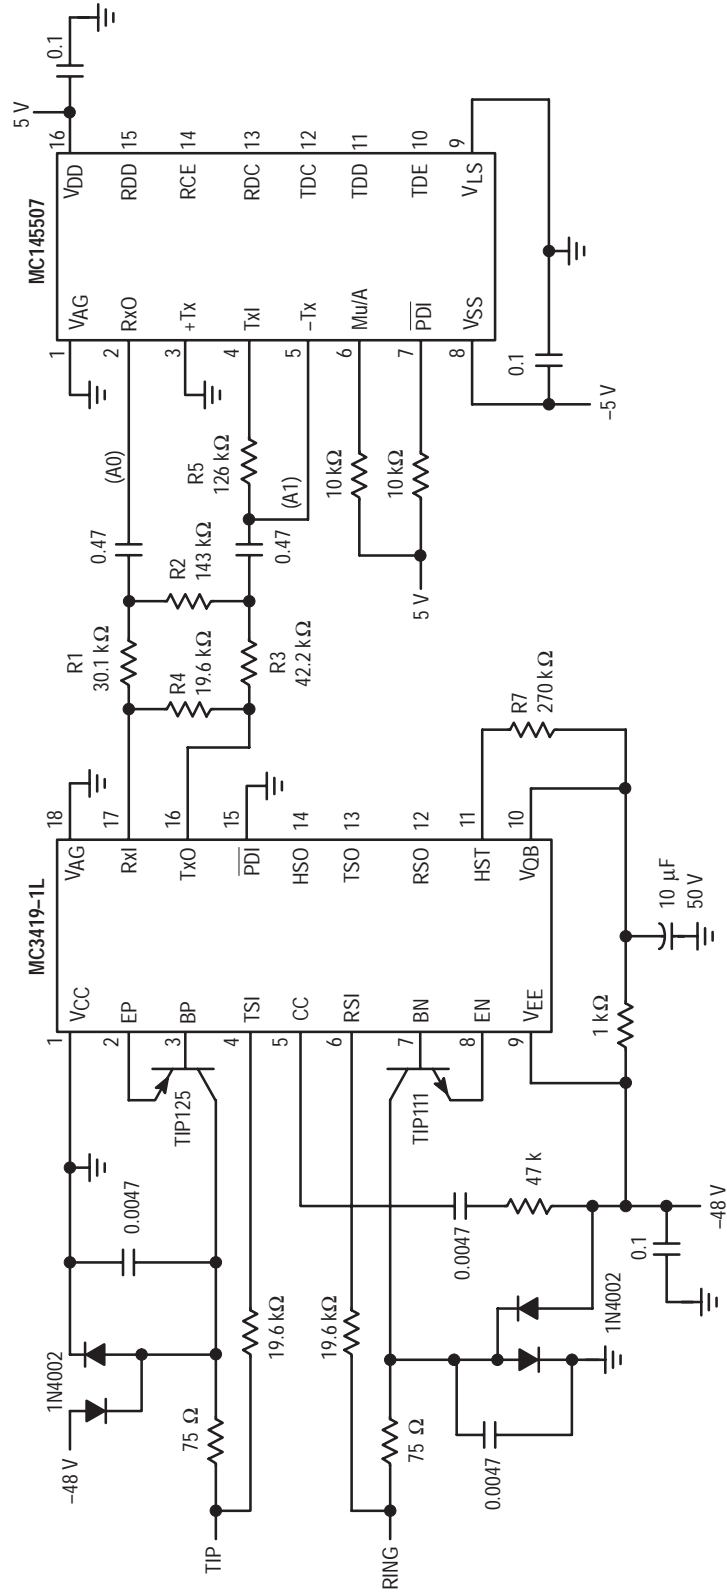 TIP
RING
75 Ω
75 Ω
–48 V
1N4002
0.0047
19.6 kΩ
19.6 kΩ
0.0047
47 k
0.0047
1N4002
0.1
–48 V
TIP125
TIP111
MC3419–1L
1
VCC
2
EP
3
BP
4
TSI
5
CC
6
RSI
7
BN
8
EN
9
VEE
18
VAG
17
RxI
16
TxO
15
PDI
14
HSO
13
TSO
12
RSO
11
HST
10
VQB
1 kΩ
10 μF
50 V
R7
270 kΩ
R1
30.1 kΩ
R4
19.6 kΩ
R3
42.2 kΩ
R2
143 kΩ
0.47
0.47
(A0)
R5
126 kΩ
(A1)
10 kΩ
10 kΩ
5 V
MC145507
1
VAG
2
RxO
3
+Tx
4
TxI
5
–Tx
6
Mu/A
7
PDI
8
VSS
16
VDD
15
RDD
14
RCE
13
RDC
12
TDC
11
TDD
10
TDE
9
VLS
5 V
0.1
0.1
–5 V